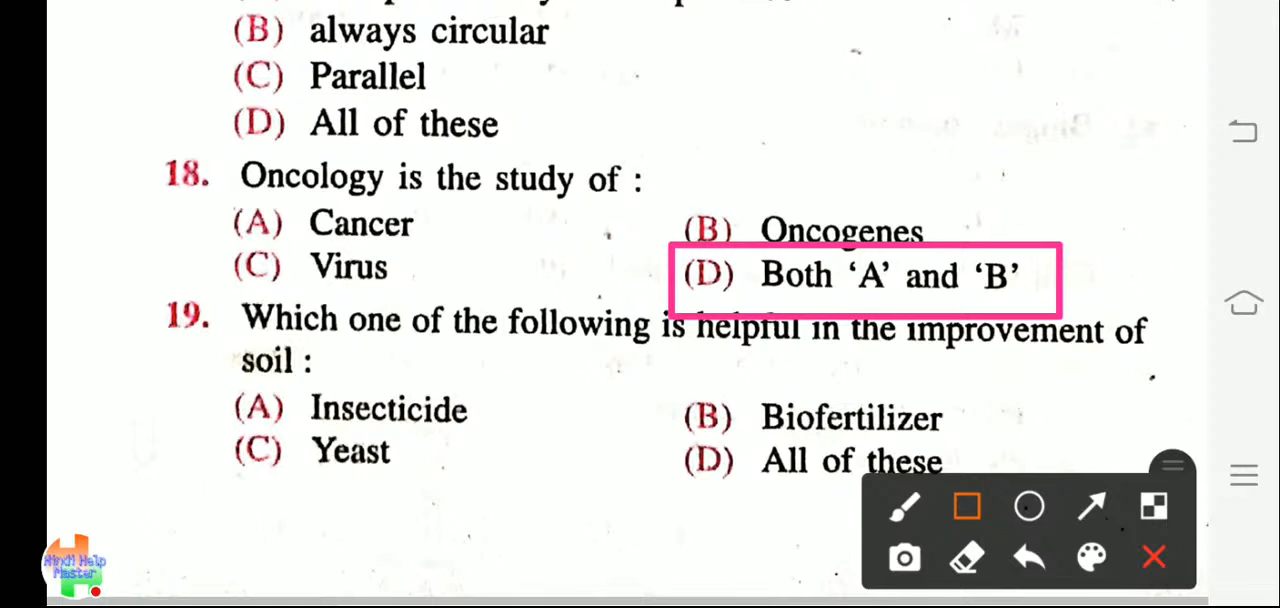 (B) always circular
(C) Parallel
(D) All of these
18. Oncology is the study of :
(A) Cancer (B) Oncogenes
(C) Virus (D) Both ‘A’ and ‘B’
19. Which one of the following is helpful in the improvement of
soil :
(A) Insecticide (B) Biofertilizer
(C) Yeast (D) All of these
Hindi Help
Master